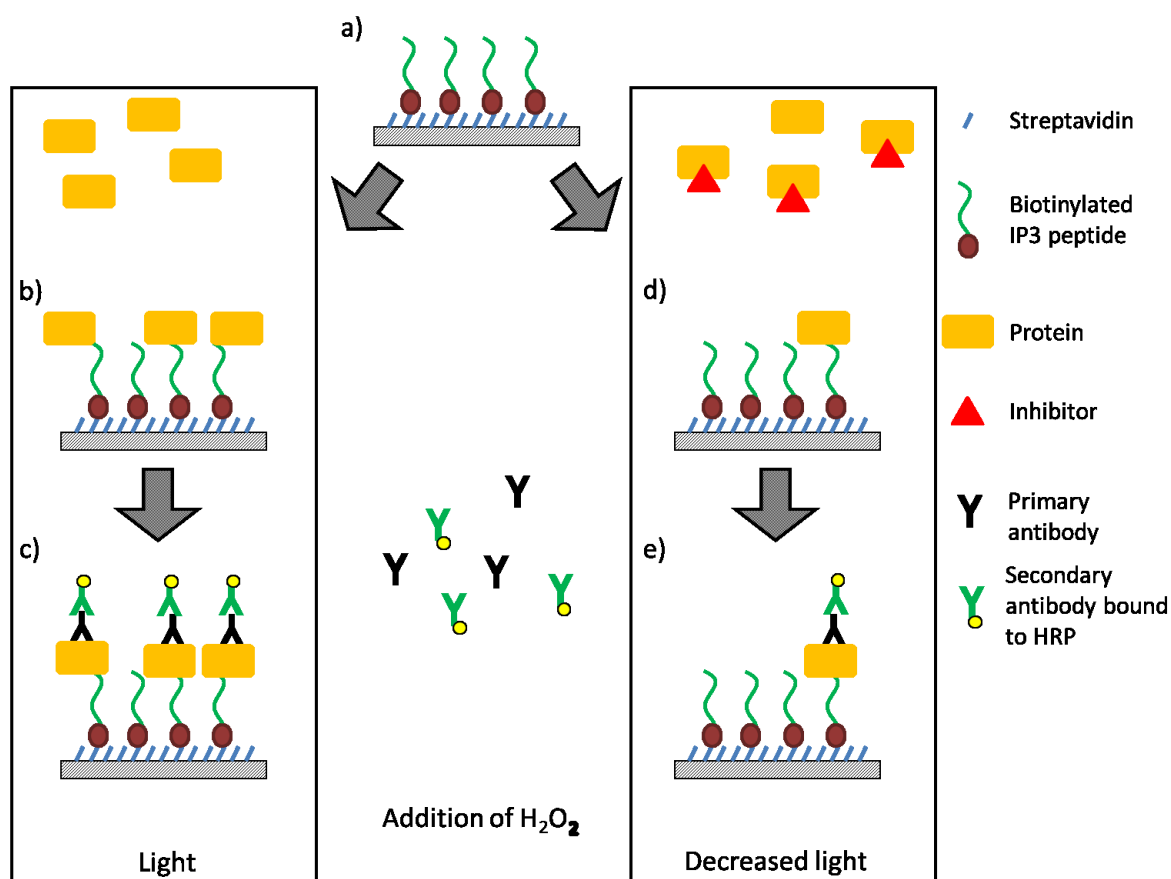 a)
Streptavidin
Biotinylated
IP3 peptide
b)
d)
Protein
Inhibitor
Primary
antibody
c)
e)
Secondary
antibody bound
to HRP
Addition of H₂O₂
Light
Decreased light